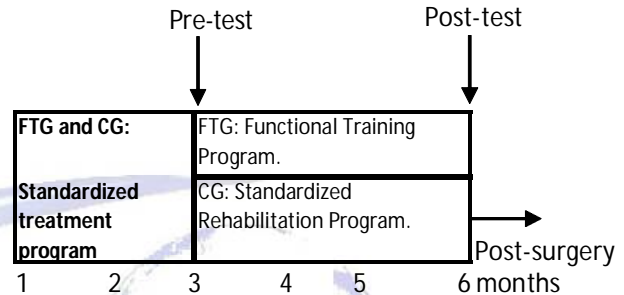 Pre-test Post-test
FTG and CG:
Standardized
treatment
program
FTG: Functional Training
Program.
CG: Standardized
Rehabilitation Program.
Post-surgery
1 2 3 4 5 6 months